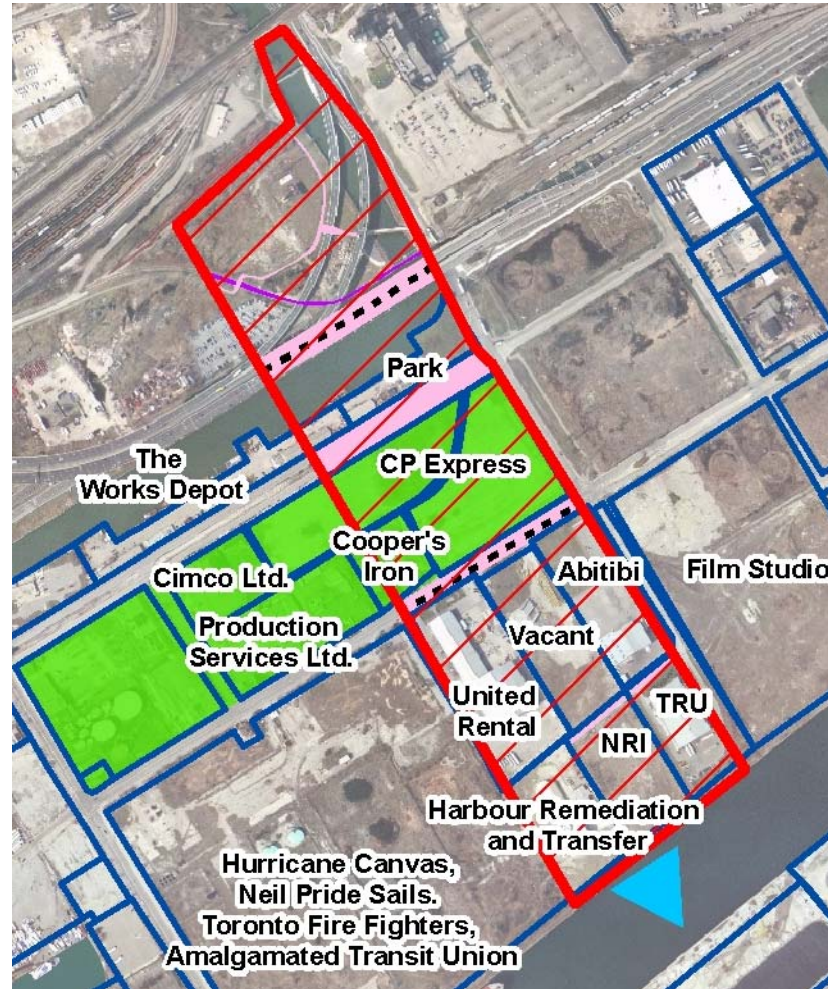 Park
The
Works Depot
CP Express
Cooper's
Iron
Cimco Ltd.
Abitibi
Film Studio
Production
Services Ltd.
Vacant
United
Rental
TRU
NRI
Harbour Remediation
and Transfer
Hurricane Canvas,
Neil Pride Sails.
Toronto Fire Fighters,
Amalgamated Transit Union